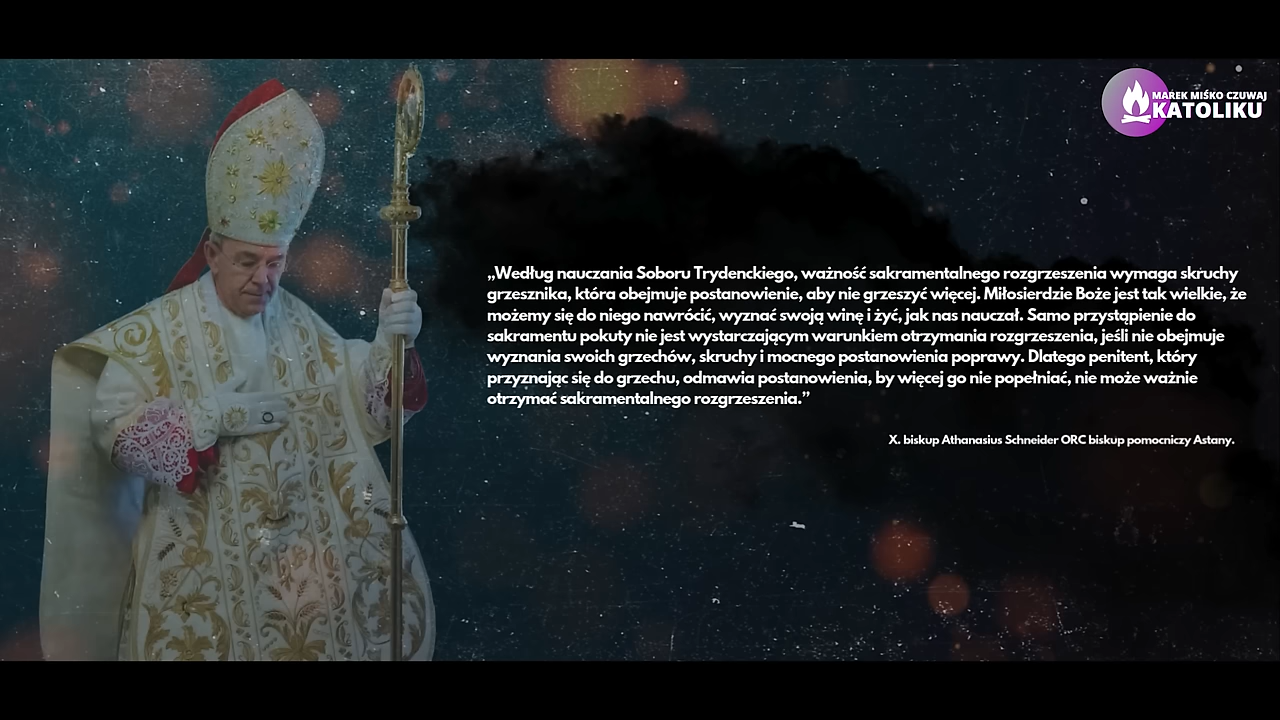 MAREK MIŚKO CZUWAJ
KATOLIKU
„Według nauczania Soboru Trydenckiego, ważność sakramentalnego rozgrzeszenia wymaga skruchy
grzesznika, która obejmuje postanowienie, aby nie grzeszyć więcej. Miłosierdzie Boże jest tak wielkie, że
możemy się do niego nawrócić, wyznać swoją winę i żyć, jak nas nauczał. Samo przystąpienie do
sakramentu pokuty nie jest wystarczającym warunkiem otrzymania rozgrzeszenia, jeśli nie obejmuje
wyznania swoich grzechów, skruchy i mocnego postanowienia poprawy. Dlatego penitent, który
przyznając się do grzechu, odmawia postanowienia, by więcej go nie popełniać, nie może ważnie
otrzymać sakramentalnego rozgrzeszenia.”
X. biskup Athanasius Schneider ORC biskup pomocniczy Astany.